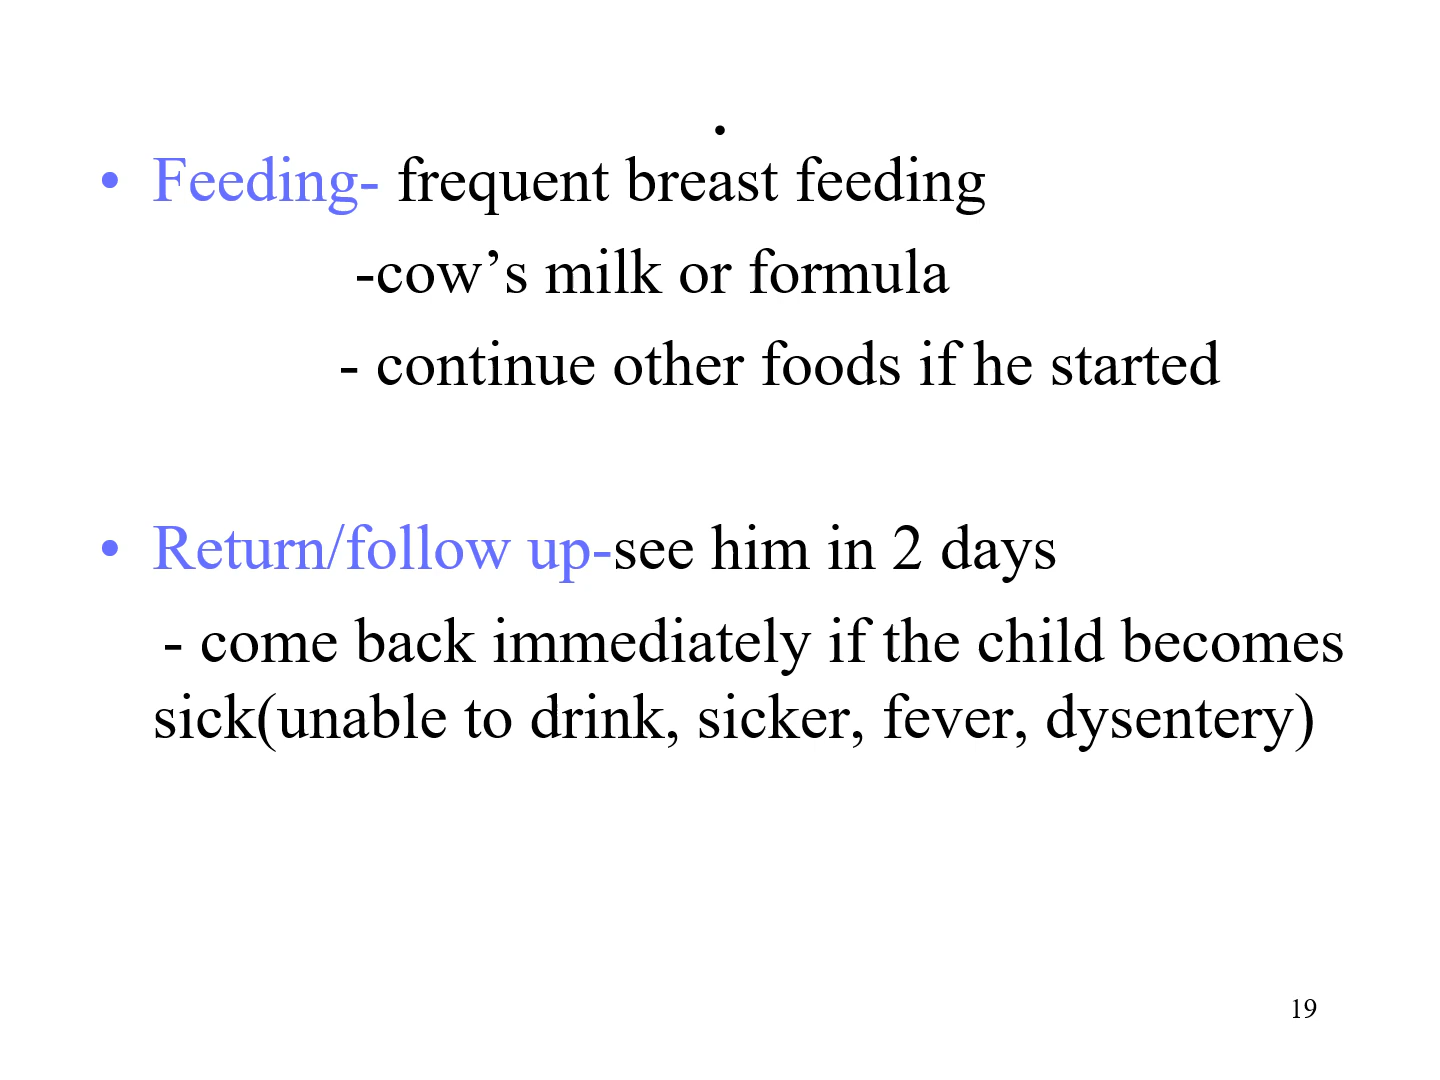 .
• Feeding- frequent breast feeding
-cow’s milk or formula
- continue other foods if he started
• Return/follow up-see him in 2 days
- come back immediately if the child becomes
sick(unable to drink, sicker, fever, dysentery)
19